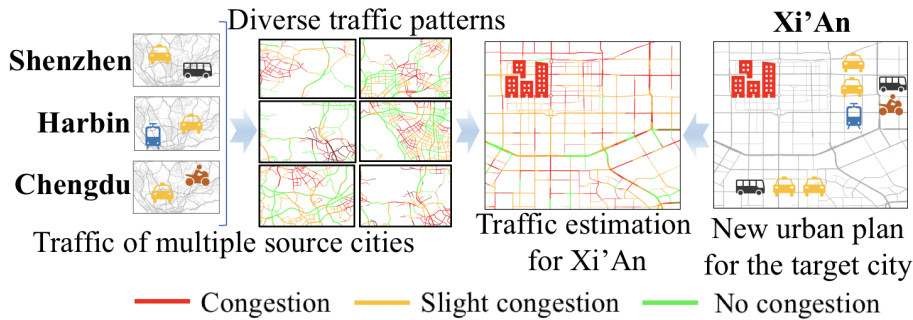 Diverse traffic patterns
Xi’An
Shenzhen
Harbin
Chengdu
Traffic of multiple source cities
Traffic estimation
for Xi’An
New urban plan
for the target city
Congestion
Slight congestion
No congestion